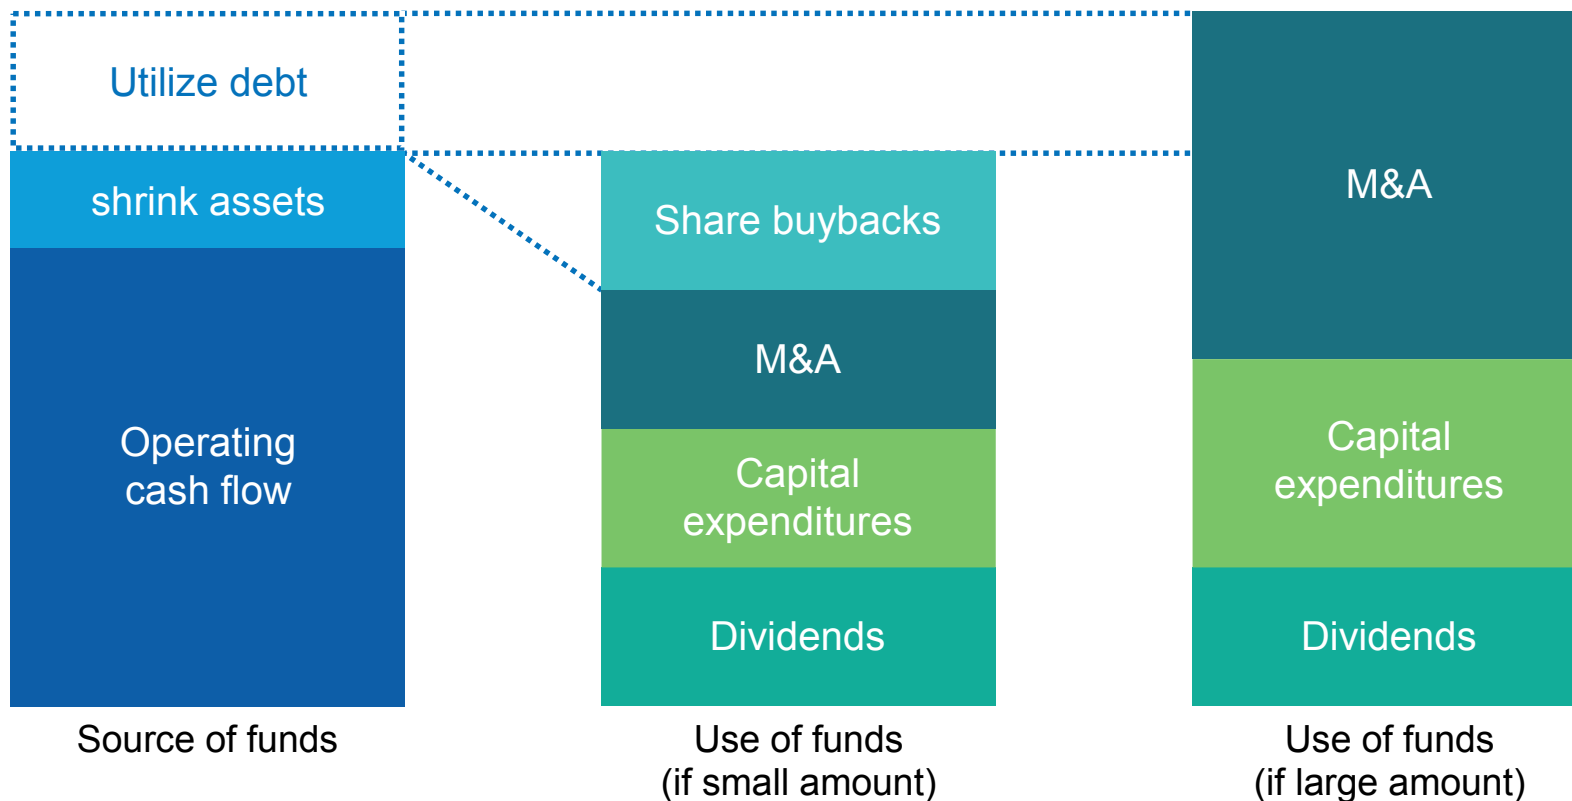 Utilize debt
shrink assets
Operating
cash flow
Source of funds
Share buybacks
M&A
Capital
expenditures
Dividends
Use of funds
(if small amount)
M&A
Capital
expenditures
Dividends
Use of funds
(if large amount)